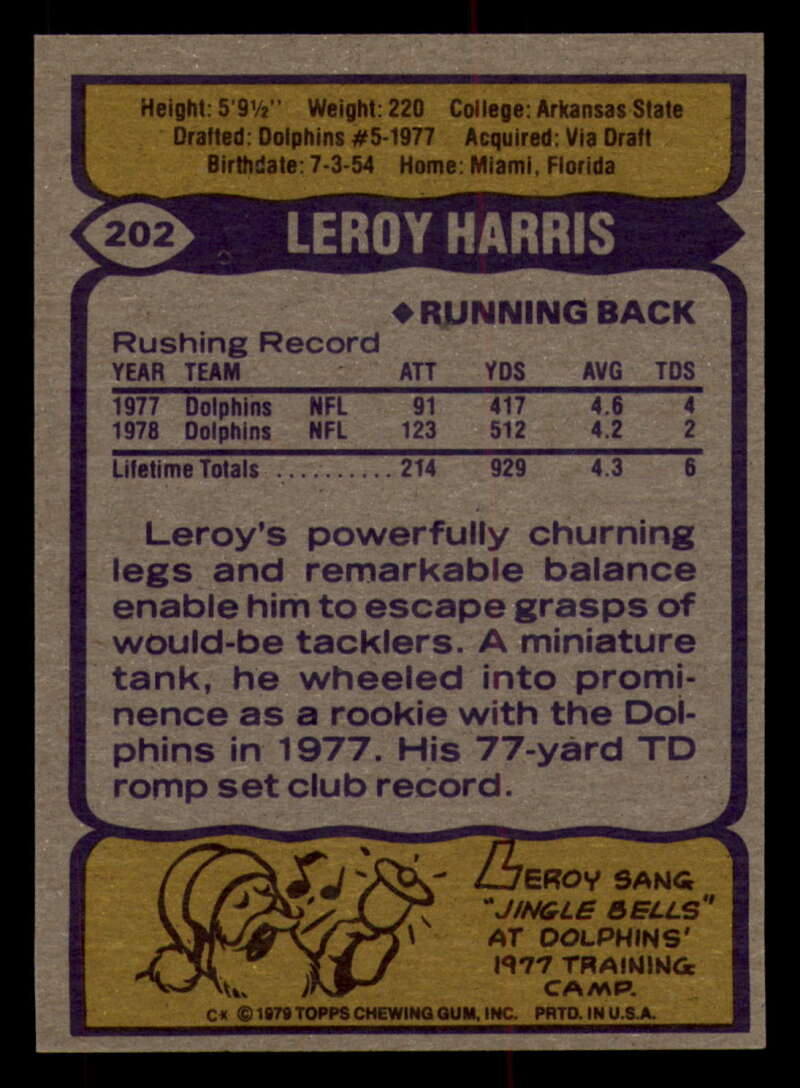 Height: 5'9½" Weight: 220 College: Arkansas State
Drafted: Dolphins #5-1977 Acquired: Via Draft
Birthdate: 7-3-54 Home: Miami, Florida
202 LEROY HARRIS
◆RUNNING BACK
Rushing Record
YEAR TEAM ATT YDS AVG TDS
1977 Dolphins NFL 91 417 4.6 4
1978 Dolphins NFL 123 512 4.2 2
Lifetime Totals .......... 214 929 4.3 6
Leroy's powerfully churning
legs and remarkable balance
enable him to escape grasps of
would-be tacklers. A miniature
tank, he wheeled into promi-
nence as a rookie with the Dol-
phins in 1977. His 77-yard TD
romp set club record.
LEROY SANG
"JINGLE BELLS"
AT DOLPHINS'
1977 TRAINING
CAMP.
C* © 1979 TOPPS CHEWING GUM, INC. PRTD. IN U.S.A.